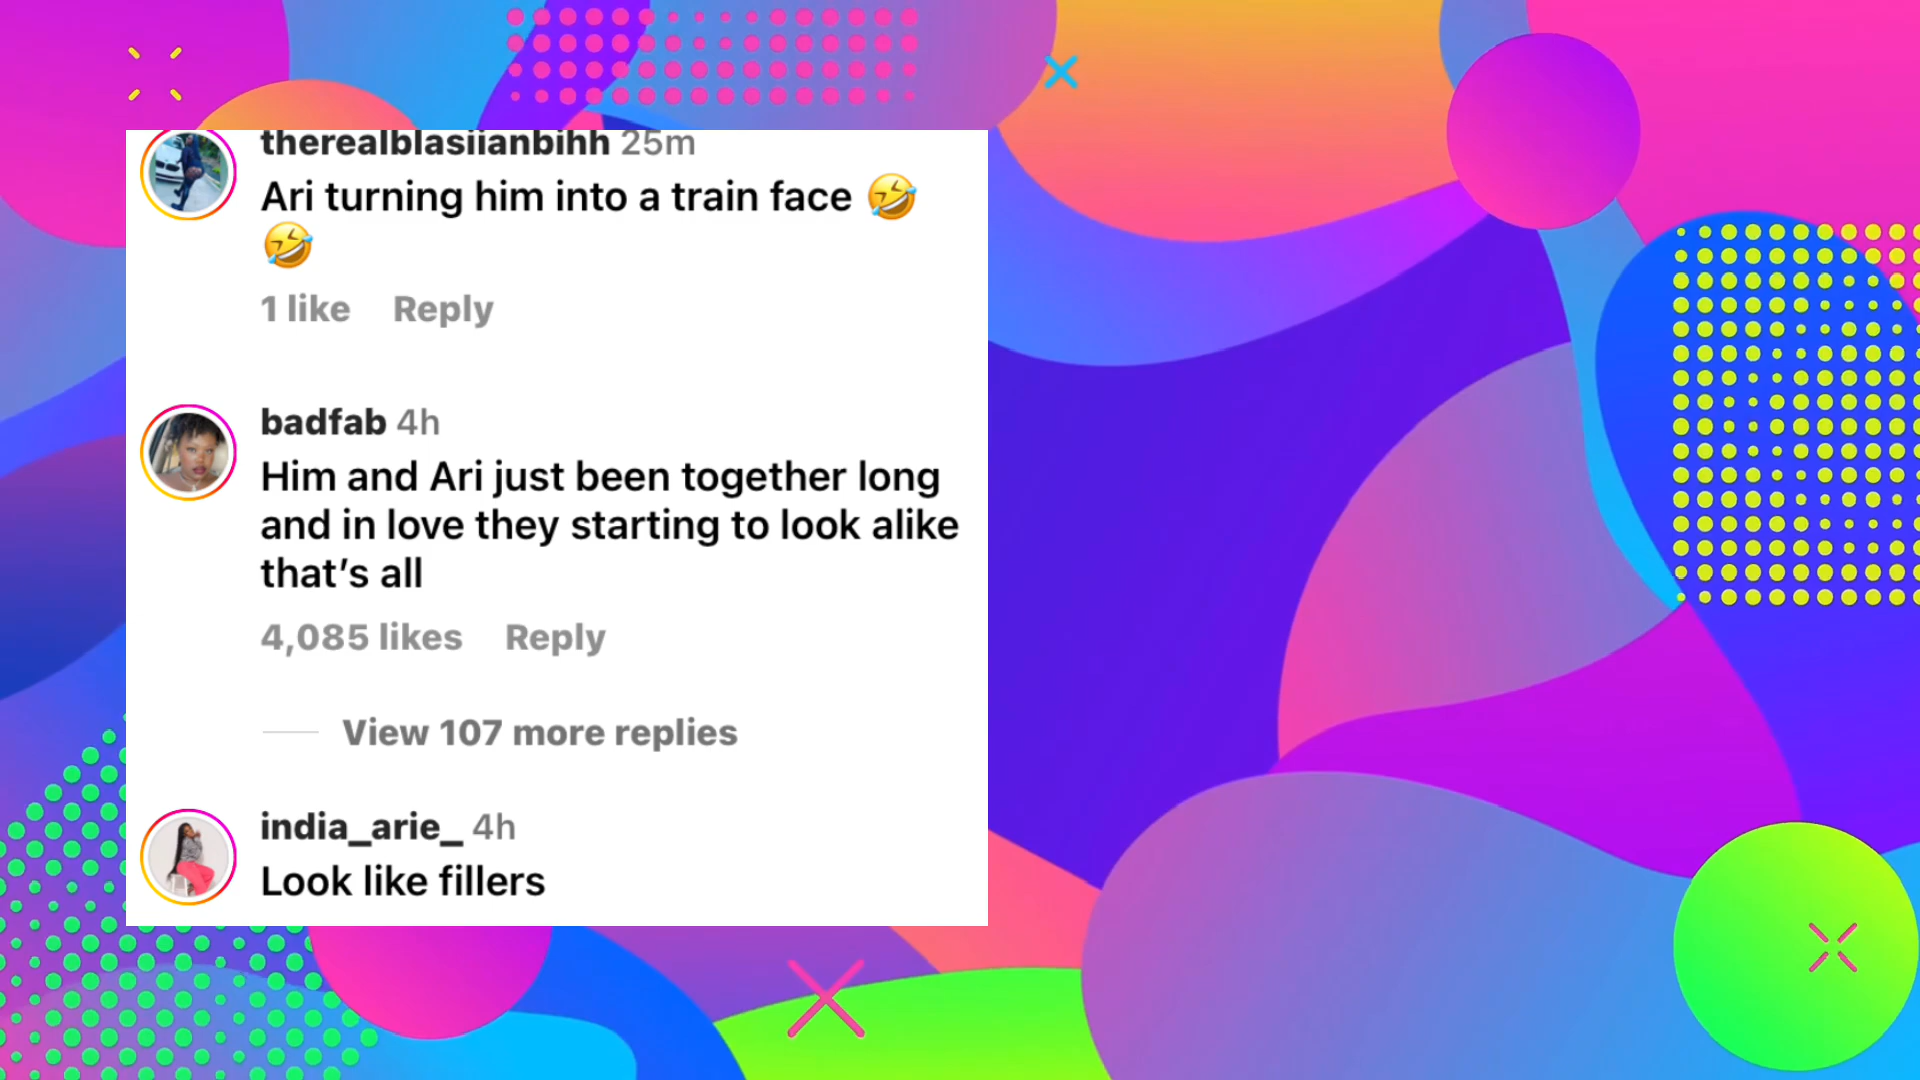 therealblasiianbihh 25m
Ari turning him into a train face 🤣
🤣
1 like Reply
badfab 4h
Him and Ari just been together long
and in love they starting to look alike
that’s all
4,085 likes Reply
View 107 more replies
india_arie_ 4h
Look like fillers